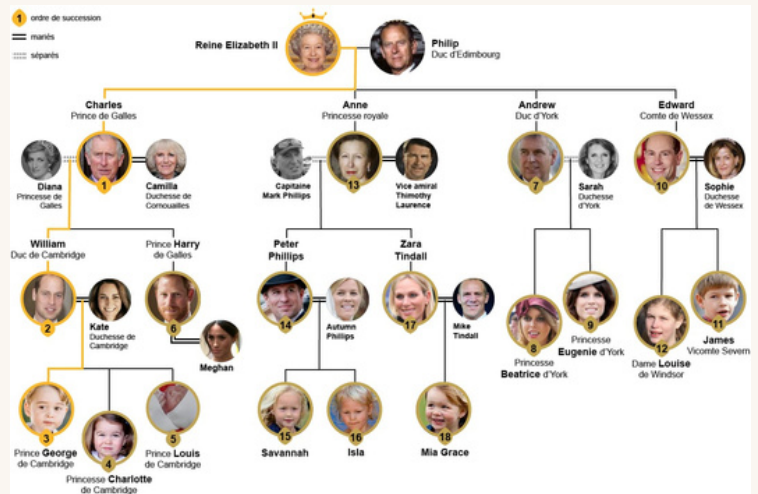 1 ordre de succession
mariés
séparés
Reine Elizabeth II
Philip
Duc d'Edimbourg
Charles
Prince de Galles
Anne
Princesse royale
Andrew
Duc d'York
Edward
Comte de Wessex
Diana
Princesse de
Galles
1
Camilla
Duchesse de
Cornouailles
Capitaine
Mark Phillips
13
Vice amiral
Thimothy
Laurence
7
Sarah
Duchesse
d'York
10
Sophie
Duchesse
de Wessex
William
Duc de Cambridge
Prince Harry
de Galles
Peter
Phillips
Zara
Tindall
2
Kate
Duchesse de
Cambridge
6
Meghan
14
Autumn
Phillips
17
Mike
Tindall
8
Princesse
Beatrice d'York
9
Princesse
Eugenie d'York
12
Dame Louise
de Windsor
11
James
Vicomte Severn
3
Prince George
de Cambridge
4
Princesse Charlotte
de Cambridge
5
Prince Louis
de Cambridge
15
Savannah
16
Isla
18
Mia Grace